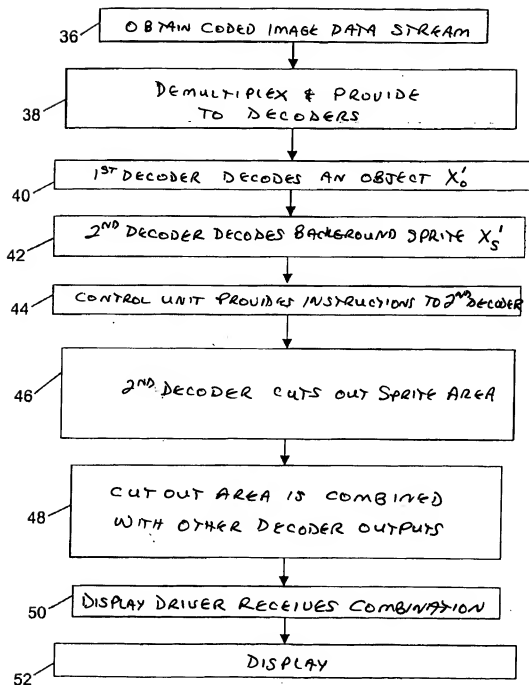 36
OBTAIN CODED IMAGE DATA STREAM
38
DEMULTIPLEX & PROVIDE
TO DECODERS
40
1ST DECODER DECODES AN OBJECT X'o
42
2ND DECODER DECODES BACKGROUND SPRITE X's
44
CONTROL UNIT PROVIDES INSTRUCTIONS TO 2ND DECODER
46
2ND DECODER CUTS OUT SPRITE AREA
48
CUT OUT AREA IS COMBINED
WITH OTHER DECODER OUTPUTS
50
DISPLAY DRIVER RECEIVES COMBINATION
52
DISPLAY